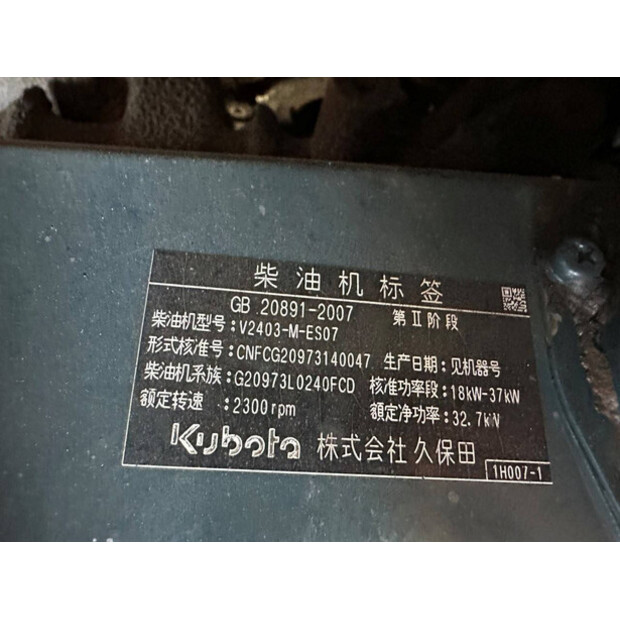 柴油机标签
GB 20891-2007 第Ⅱ阶段
柴油机型号:V2403-M-ES07
形式核准号:CNFCG20973140047 生产日期:见机器号
柴油机系族:G20973L0240FCD 核准功率段:18kW-37kW
额定转速:2300rpm 額定净功率:32.7kW
Kubota 株式会社久保田
1H007-1